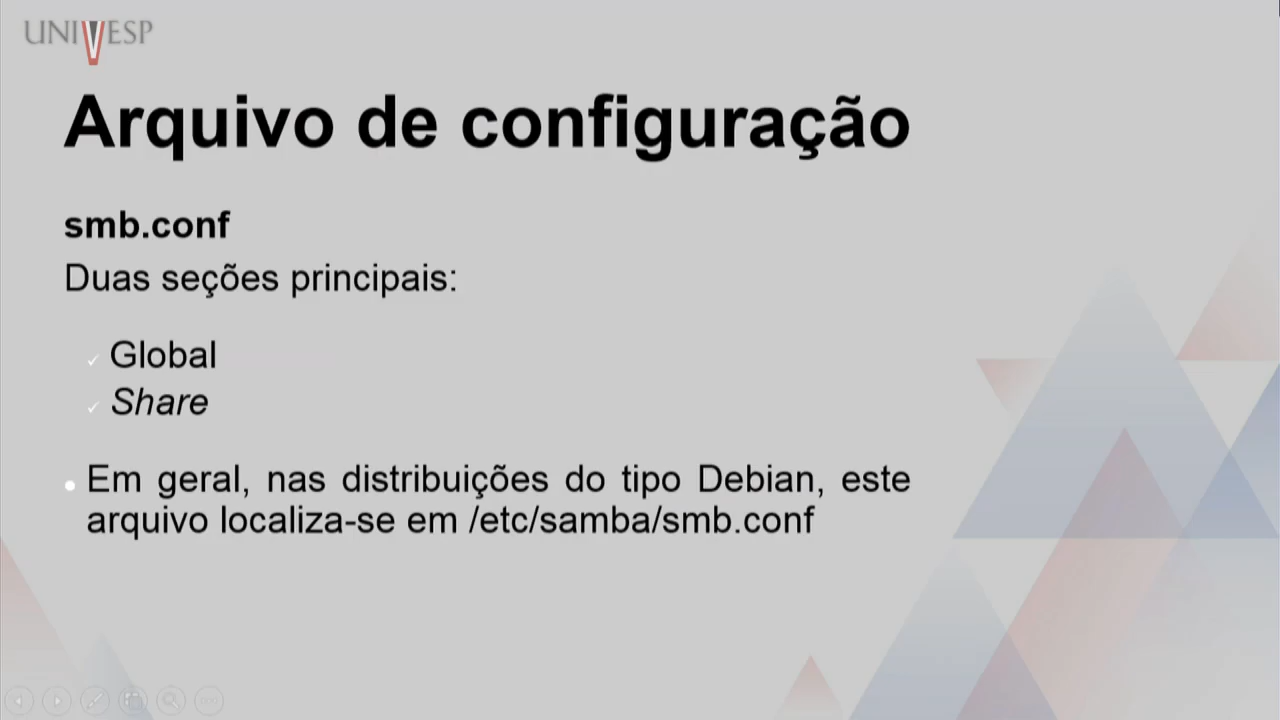 UNIVESP
Arquivo de configuração
smb.conf
Duas seções principais:
Global
Share
Em geral, nas distribuições do tipo Debian, este
arquivo localiza-se em /etc/samba/smb.conf